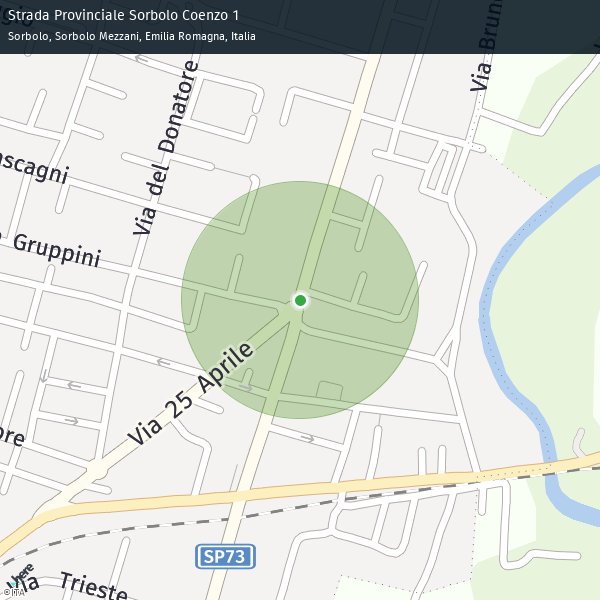 Strada Provinciale Sorbolo Coenzo 1
Sorbolo, Sorbolo Mezzani, Emilia Romagna, Italia
Via Brun
Via del Donatore
ascagni
Gruppini
Via 25 Aprile
ore
SP73
here
Trieste